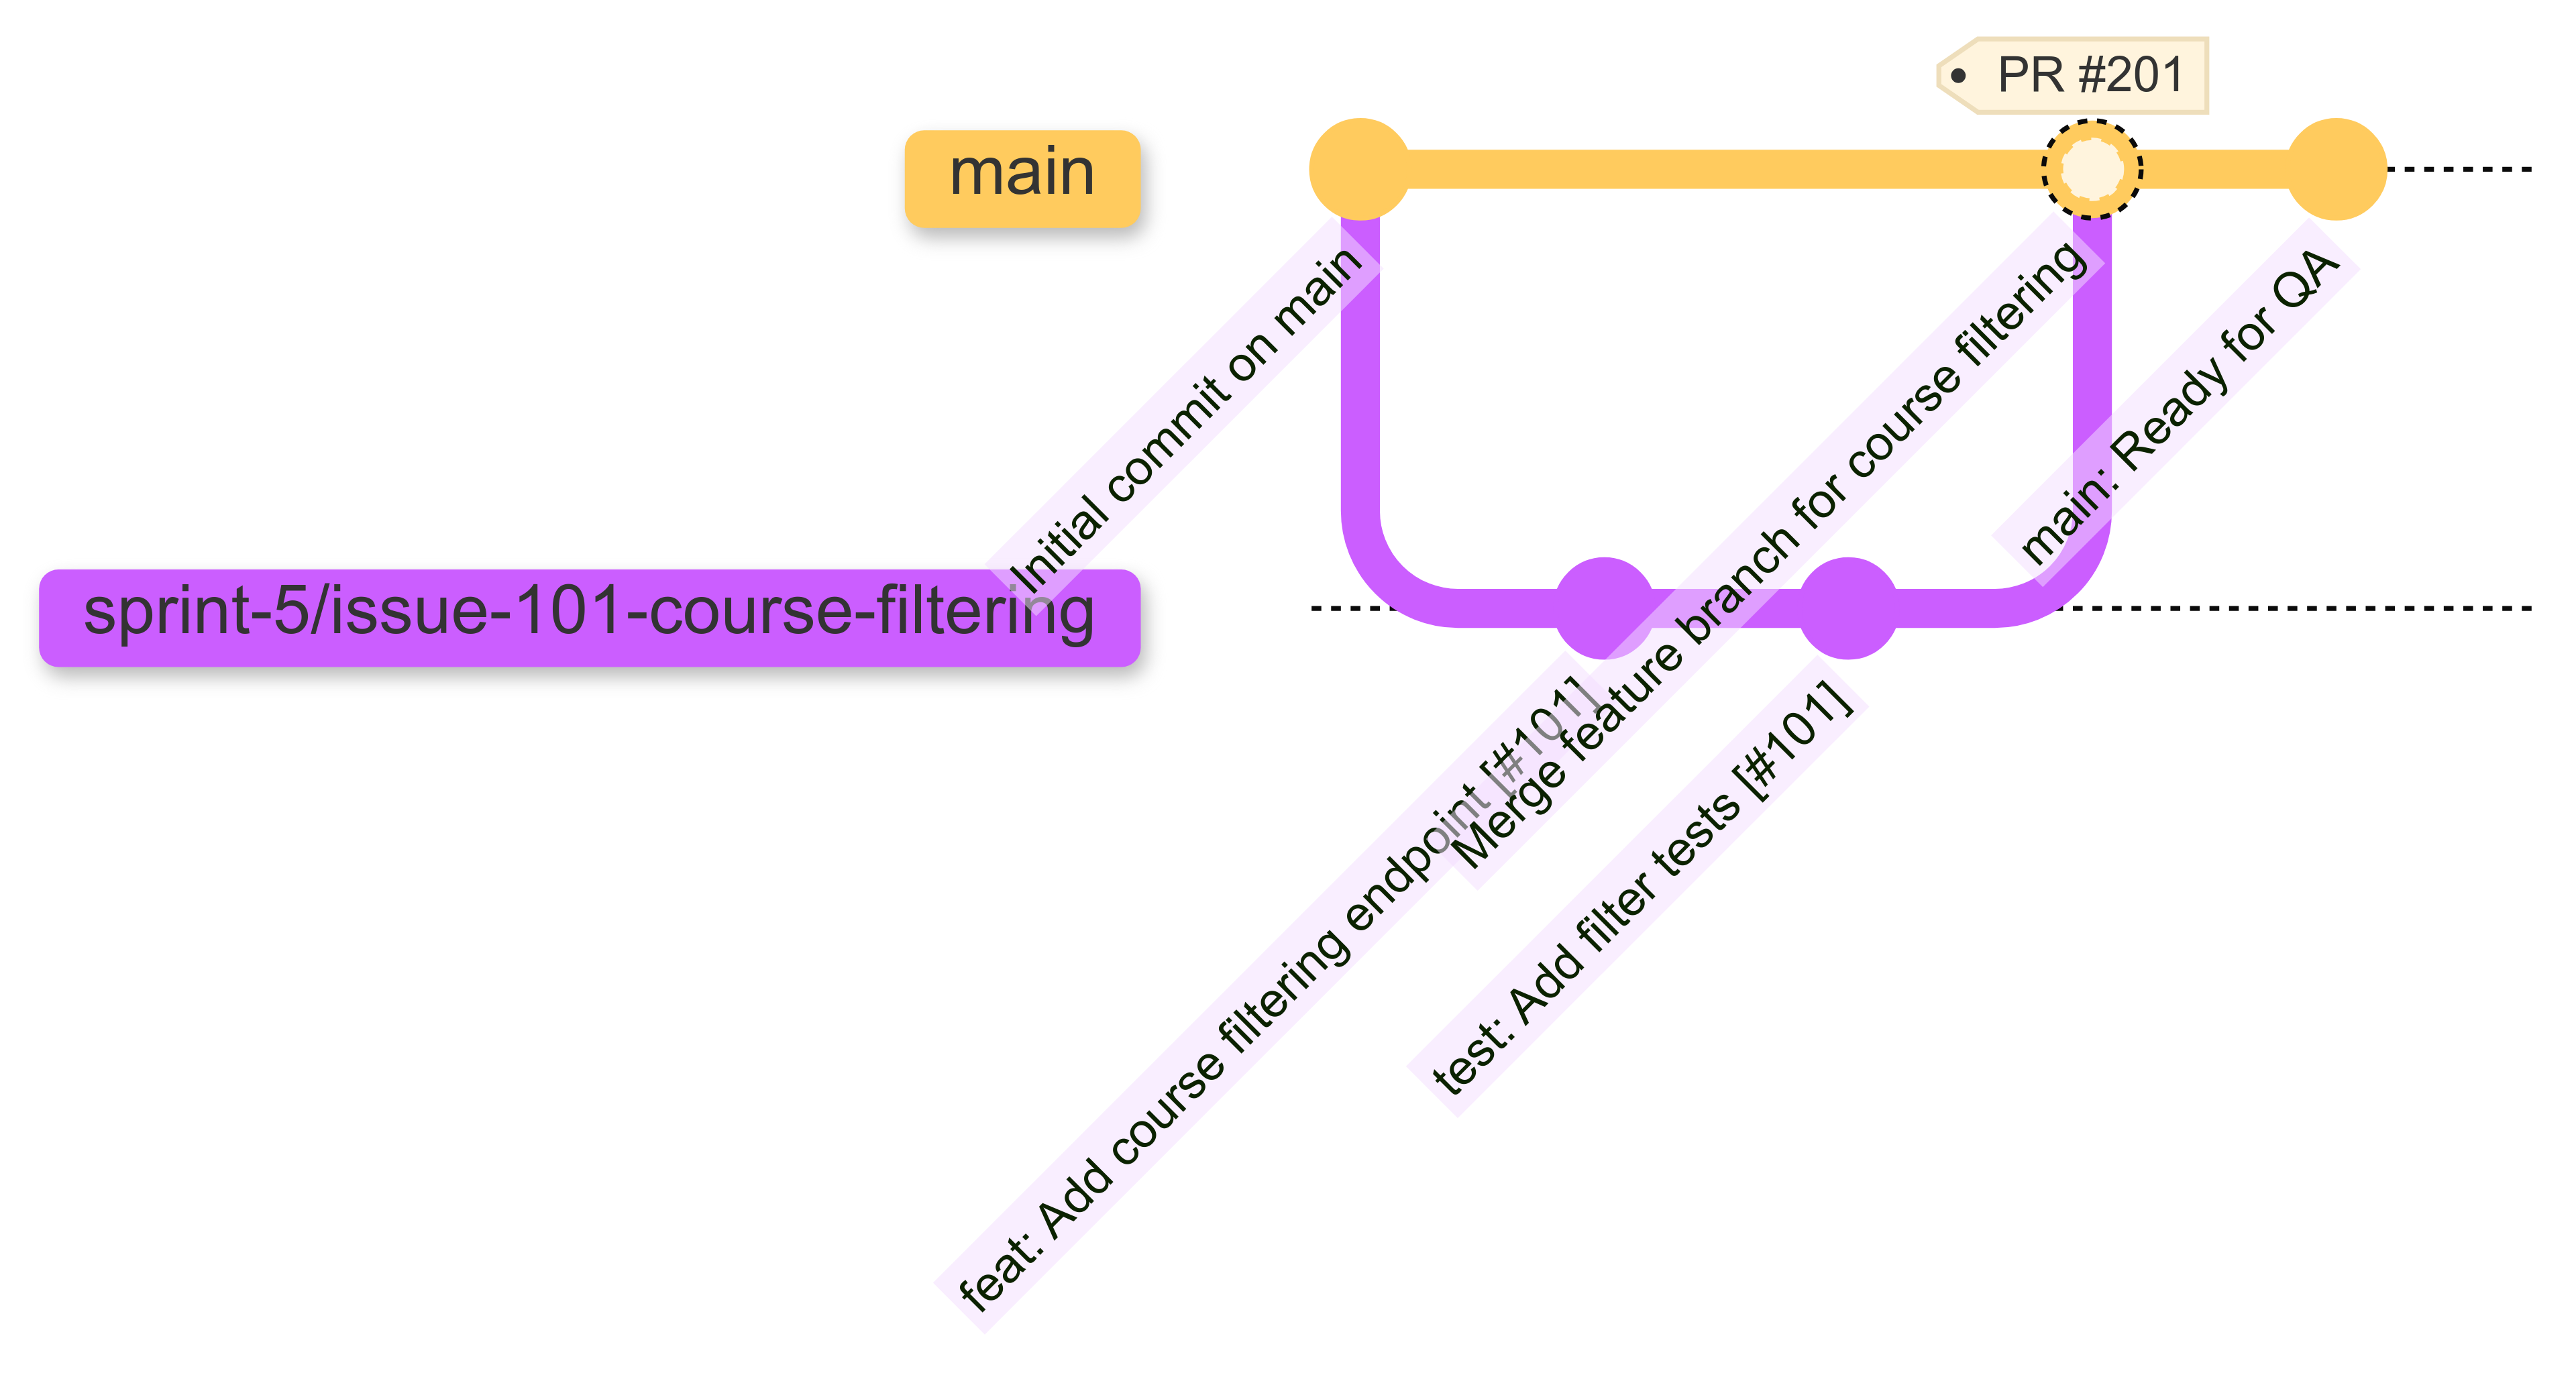 PR #201
main
Initial commit on main
Merge feature branch for course filtering
main: Ready for QA
sprint-5/issue-101-course-filtering
feat: Add course filtering endpoint [#101]
test: Add filter tests [#101]